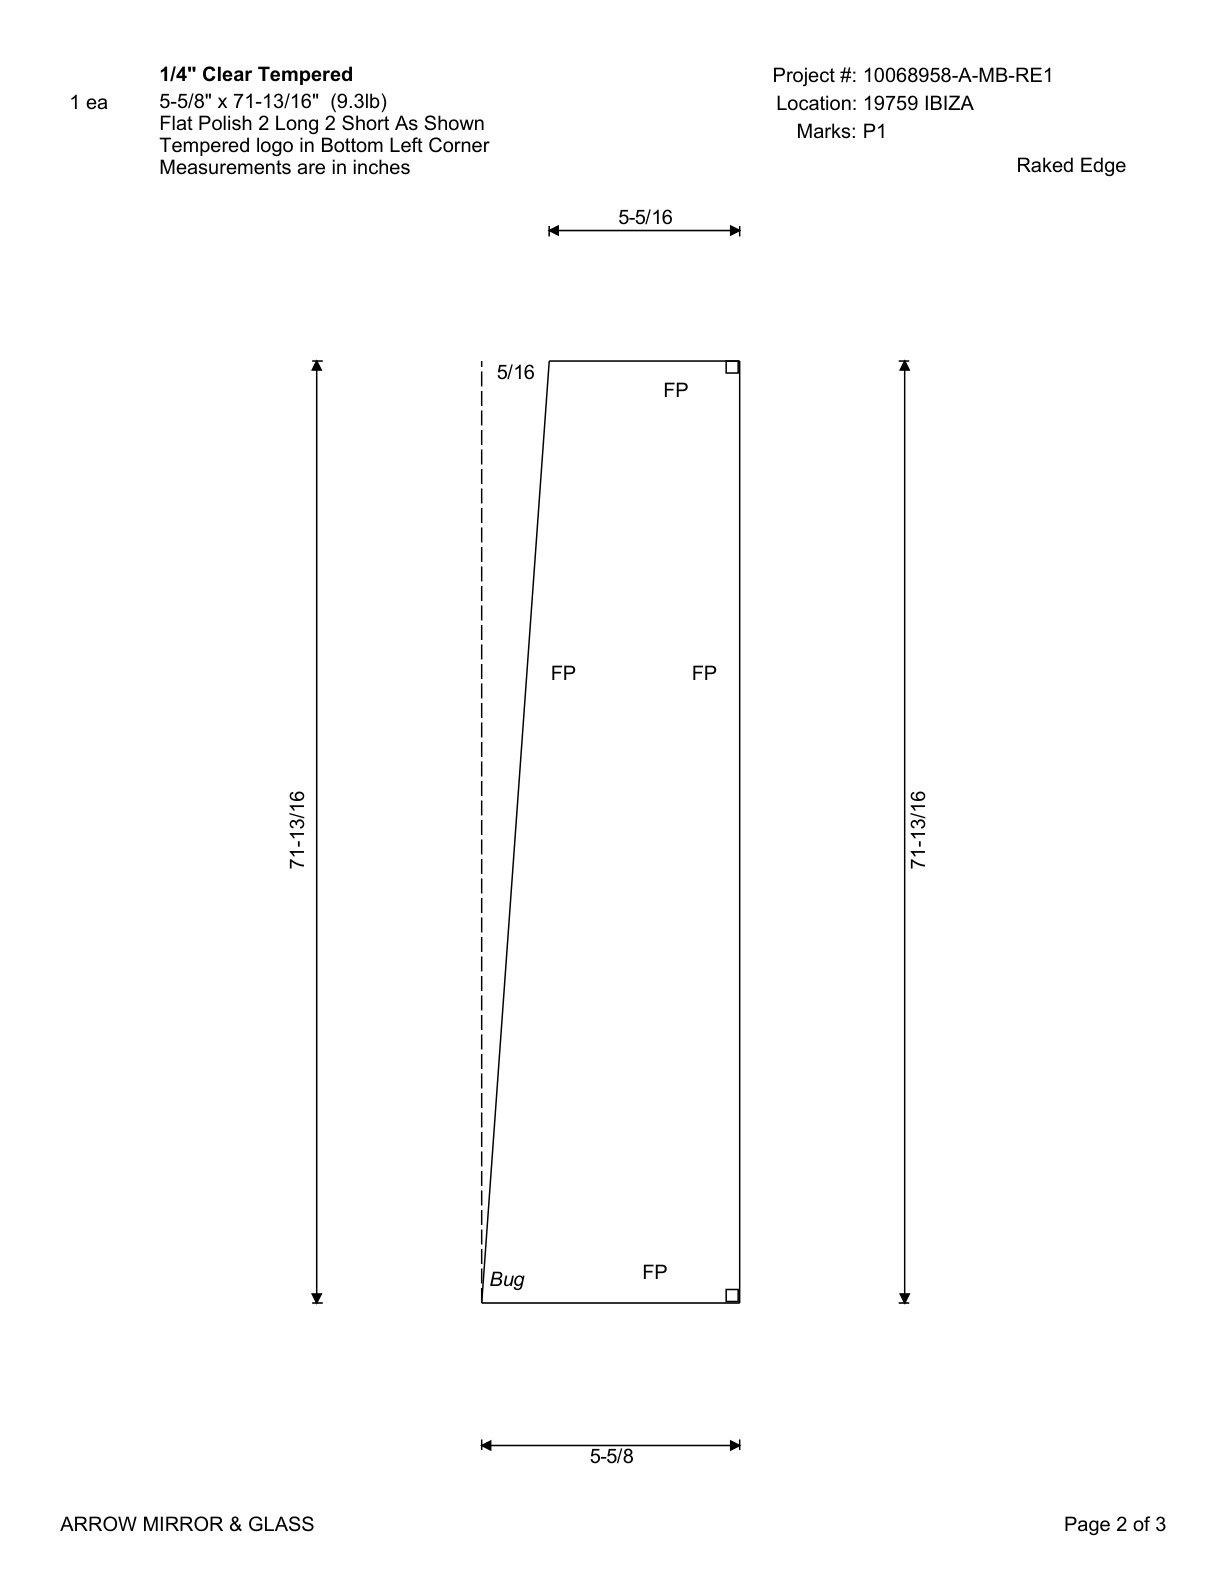 1/4" Clear Tempered
1 ea
5-5/8" x 71-13/16" (9.3lb)
Flat Polish 2 Long 2 Short As Shown
Tempered logo in Bottom Left Corner
Measurements are in inches
Project #: 10068958-A-MB-RE1
Location: 19759 IBIZA
Marks: P1
Raked Edge
5-5/16
5/16
FP
FP
FP
71-13/16
71-13/16
Bug
FP
5-5/8
ARROW MIRROR & GLASS
Page 2 of 3